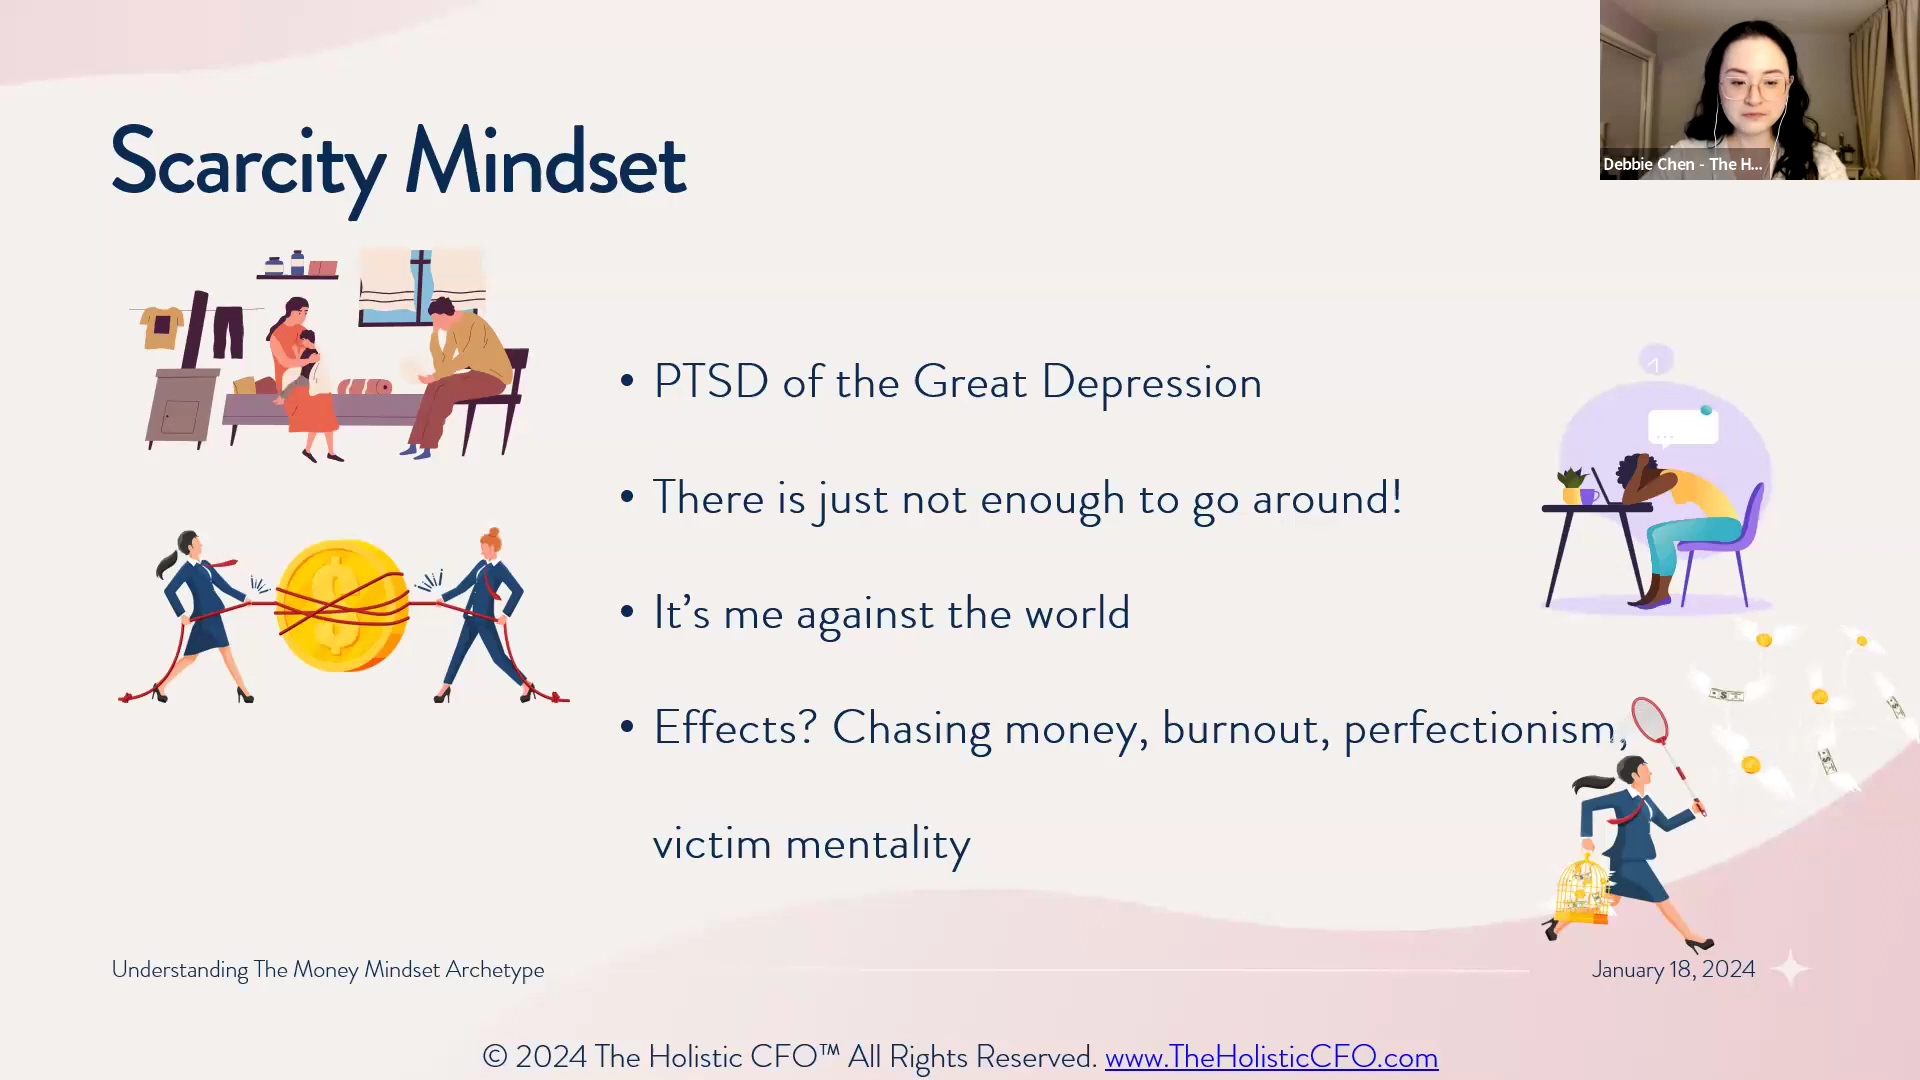 Scarcity Mindset
Debbie Chen - The H...
• PTSD of the Great Depression
• There is just not enough to go around!
• It's me against the world
• Effects? Chasing money, burnout, perfectionism,
victim mentality
Understanding The Money Mindset Archetype
January 18, 2024
© 2024 The Holistic CFO™ All Rights Reserved. www.TheHolisticCFO.com